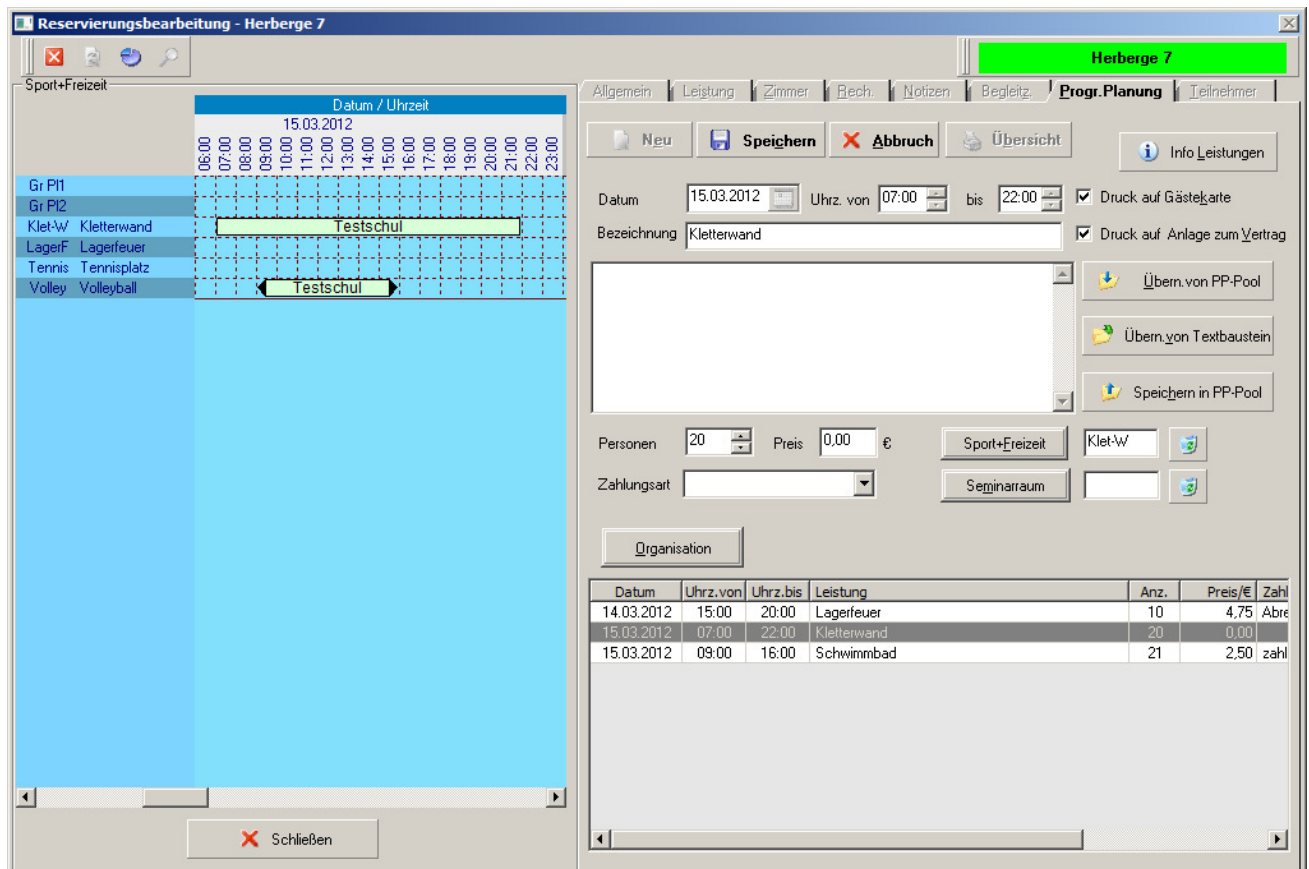 Reservierungsbearbeitung - Herberge 7
Herberge 7
Sport+Freizeit
Datum / Uhrzeit
15.03.2012
06:00 07:00 08:00 09:00 10:00 11:00 12:00 13:00 14:00 15:00 16:00 17:00 18:00 19:00 20:00 21:00 22:00 23:00
Gr Pl1
Gr Pl2
Klet-W Kletterwand Testschul
LagerF Lagerfeuer
Tennis Tennisplatz
Volley Volleyball Testschul
Schließen
Allgemein Leistung Zimmer Rech. Notizen Begleitz. Progr.Planung Teilnehmer
Neu Speichern Abbruch Übersicht
Info Leistungen
Datum 15.03.2012 Uhrz. von 07:00 bis 22:00 Druck auf Gästekarte
Bezeichnung Kletterwand Druck auf Anlage zum Vertrag
Übern.von PP-Pool
Übern.von Textbaustein
Speichern in PP-Pool
Personen 20 Preis 0,00 € Sport+Freizeit Klet-W
Zahlungsart Seminarraum
Organisation
Datum Uhrz.von Uhrz.bis Leistung Anz. Preis/€ Zahl
14.03.2012 15:00 20:00 Lagerfeuer 10 4,75 Abre
15.03.2012 07:00 22:00 Kletterwand 20 0,00
15.03.2012 09:00 16:00 Schwimmbad 21 2,50 zahl